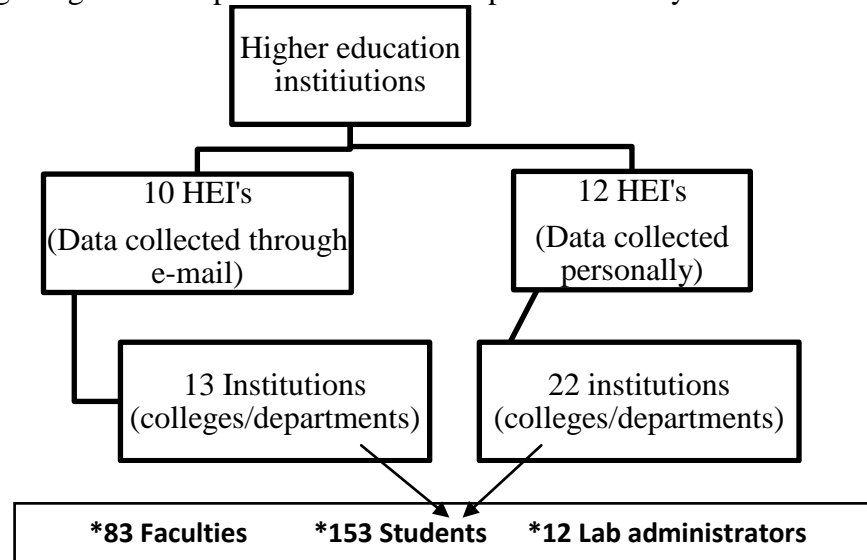 Higher education
institiutions
10 HEI's
(Data collected through
e-mail)
12 HEI's
(Data collected
personally)
13 Institutions
(colleges/departments)
22 institutions
(colleges/departments)
*83 Faculties *153 Students *12 Lab administrators